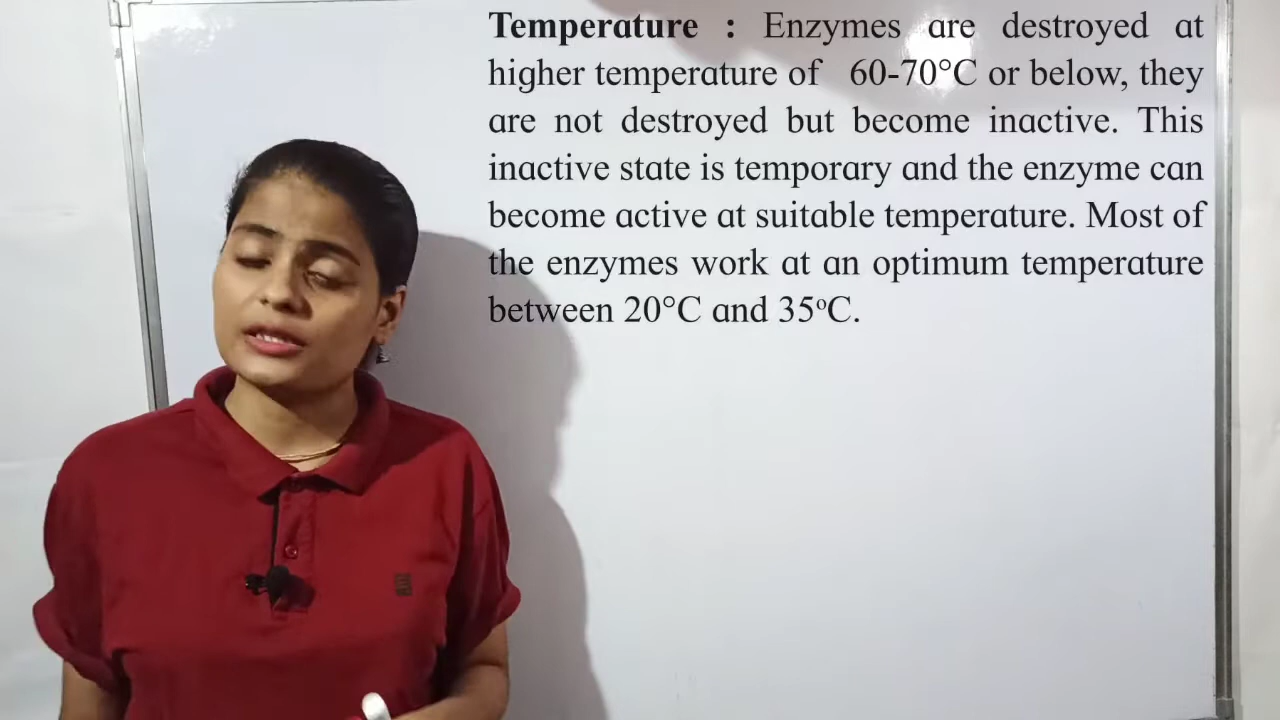 Temperature : Enzymes are destroyed at
higher temperature of 60-70°C or below, they
are not destroyed but become inactive. This
inactive state is temporary and the enzyme can
become active at suitable temperature. Most of
the enzymes work at an optimum temperature
between 20°C and 35ºC.